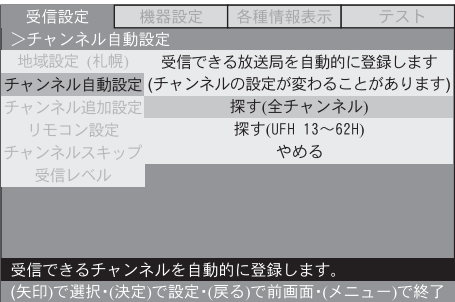 受信設定 機器設定 各種情報表示 テスト
＞チャンネル自動設定
地域設定 (札幌) 受信できる放送局を自動的に登録します
チャンネル自動設定 (チャンネルの設定が変わることがあります)
チャンネル追加設定 探す(全チャンネル)
リモコン設定 探す(UFH 13～62H)
チャンネルスキップ やめる
受信レベル
受信できるチャンネルを自動的に登録します。
(矢印)で選択・(決定)で設定・(戻る)で前画面・(メニュー)で終了